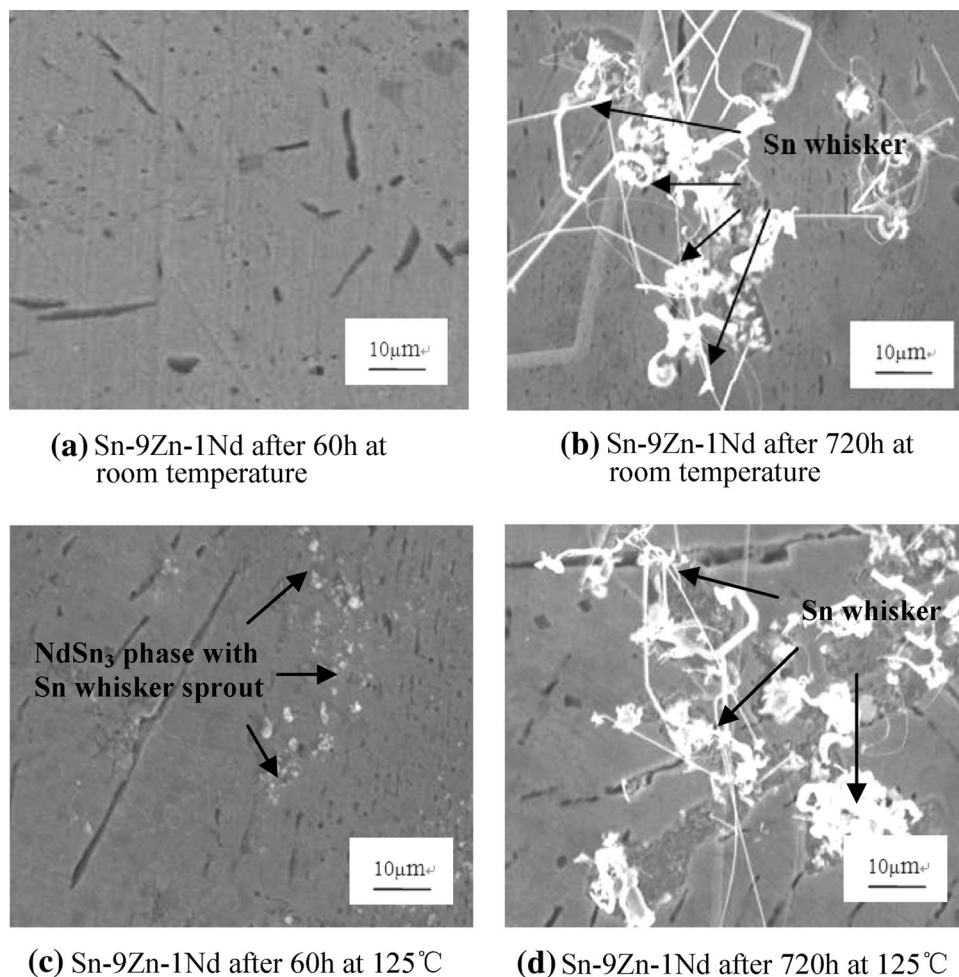 Sn whisker
10μm↵
10μm↵
(a) Sn-9Zn-1Nd after 60h at
room temperature
(b) Sn-9Zn-1Nd after 720h at
room temperature
NdSn₃ phase with
Sn whisker sprout
Sn whisker
10μm↵
10μm↵
(c) Sn-9Zn-1Nd after 60h at 125℃
(d) Sn-9Zn-1Nd after 720h at 125℃